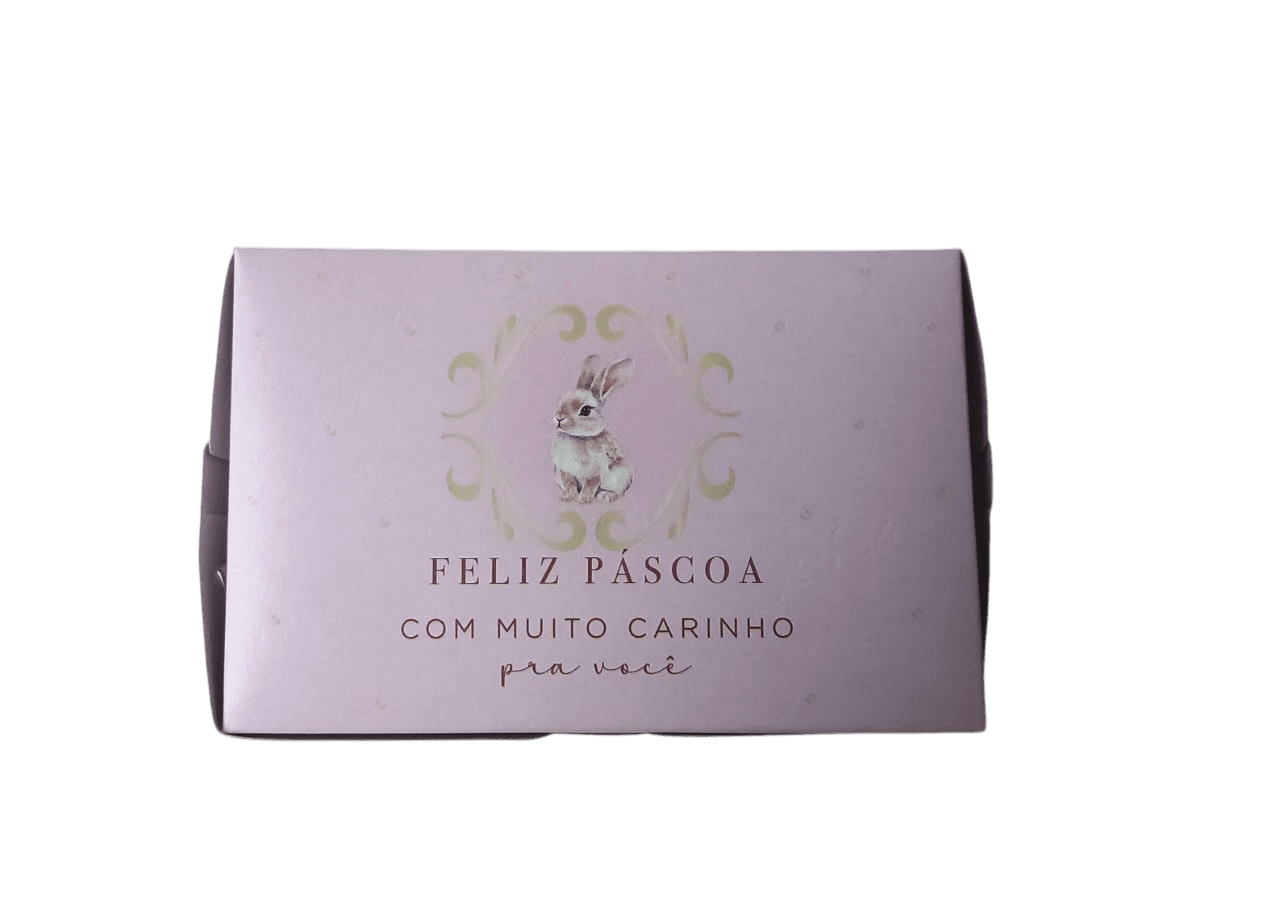 FELIZ PÁSCOA
COM MUITO CARINHO
pra você